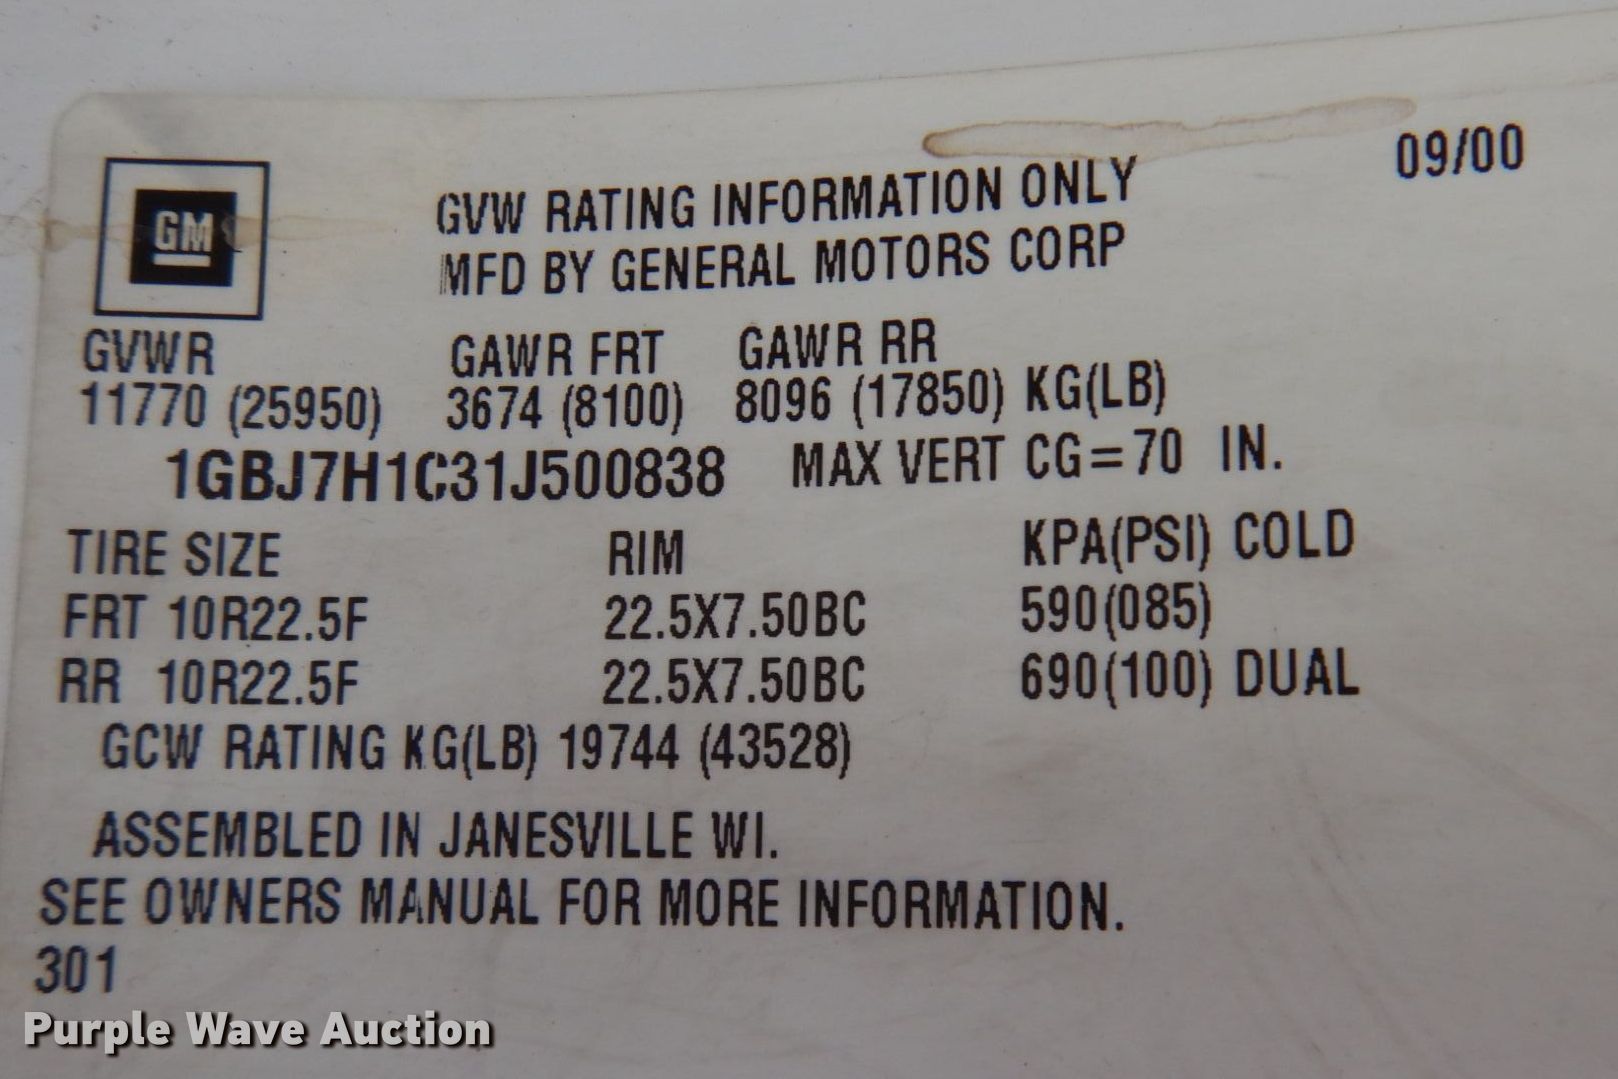 09/00
GM
GVW RATING INFORMATION ONLY
MFD BY GENERAL MOTORS CORP
GVWR GAWR FRT GAWR RR
11770 (25950) 3674 (8100) 8096 (17850) KG(LB)
1GBJ7H1C31J500838 MAX VERT CG=70 IN.
TIRE SIZE RIM KPA(PSI) COLD
FRT 10R22.5F 22.5X7.50BC 590(085)
RR 10R22.5F 22.5X7.50BC 690(100) DUAL
GCW RATING KG(LB) 19744 (43528)
ASSEMBLED IN JANESVILLE WI.
SEE OWNERS MANUAL FOR MORE INFORMATION.
301
Purple Wave Auction